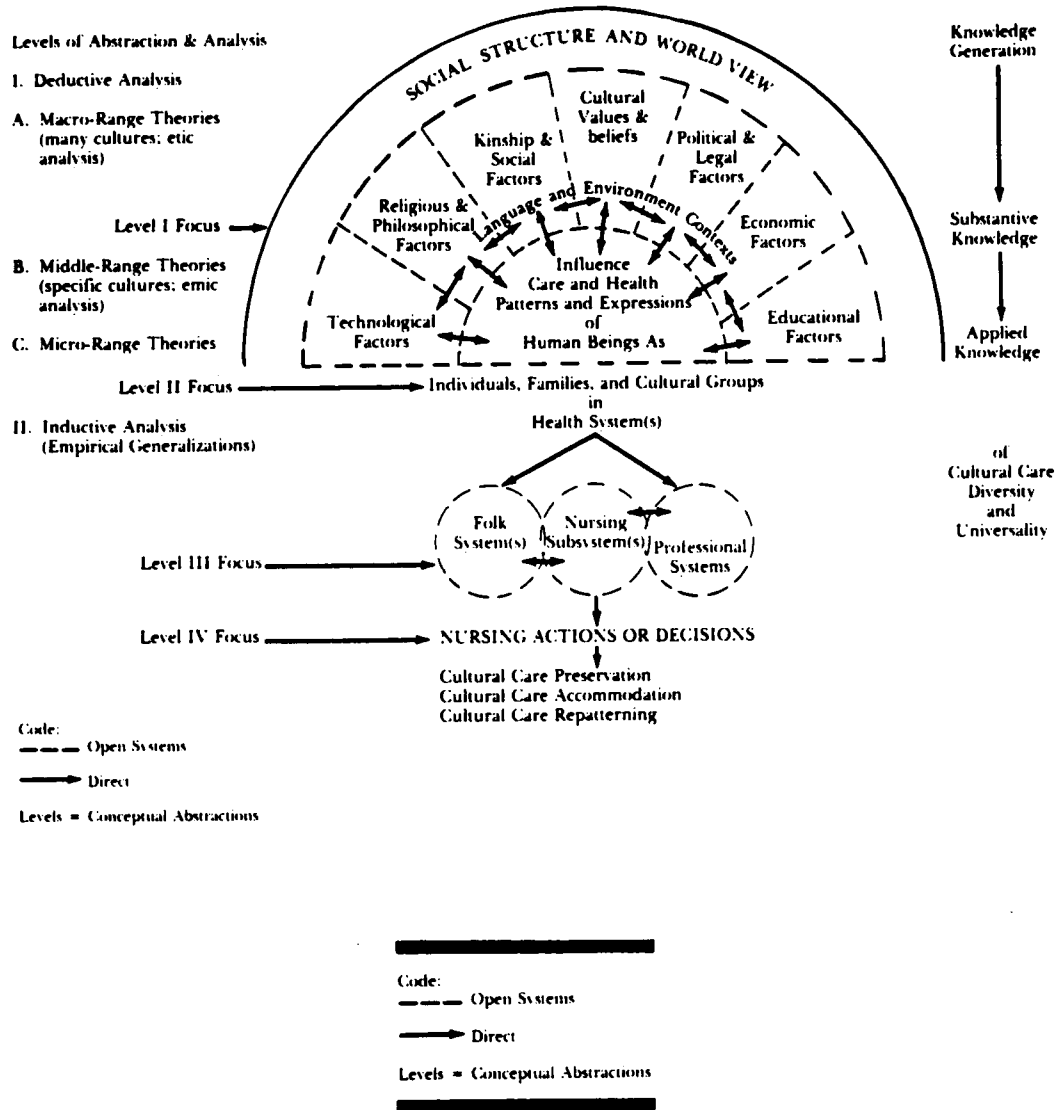 Levels of Abstraction & Analysis
I. Deductive Analysis
A. Macro-Range Theories
(many cultures; etic
analysis)
Level I Focus
B. Middle-Range Theories
(specific cultures; emic
analysis)
C. Micro-Range Theories
Level II Focus
II. Inductive Analysis
(Empirical Generalizations)
Level III Focus
Level IV Focus
SOCIAL STRUCTURE AND WORLD VIEW
Cultural
Values &
beliefs
Kinship &
Social
Factors
Political &
Legal
Factors
Religious &
Philosophical
Factors
Economic
Factors
Technological
Factors
Educational
Factors
Language and Environment Contexts
Influence
Care and Health
Patterns and Expressions
of
Human Beings As
Individuals, Families, and Cultural Groups
in
Health System(s)
Folk
System(s)
Nursing
Subsystem(s)
Professional
Systems
NURSING ACTIONS OR DECISIONS
Cultural Care Preservation
Cultural Care Accommodation
Cultural Care Repatterning
Knowledge
Generation
Substantive
Knowledge
Applied
Knowledge
of
Cultural Care
Diversity
and
Universality
Code:
Open Systems
Direct
Levels = Conceptual Abstractions
Code:
Open Systems
Direct
Levels = Conceptual Abstractions